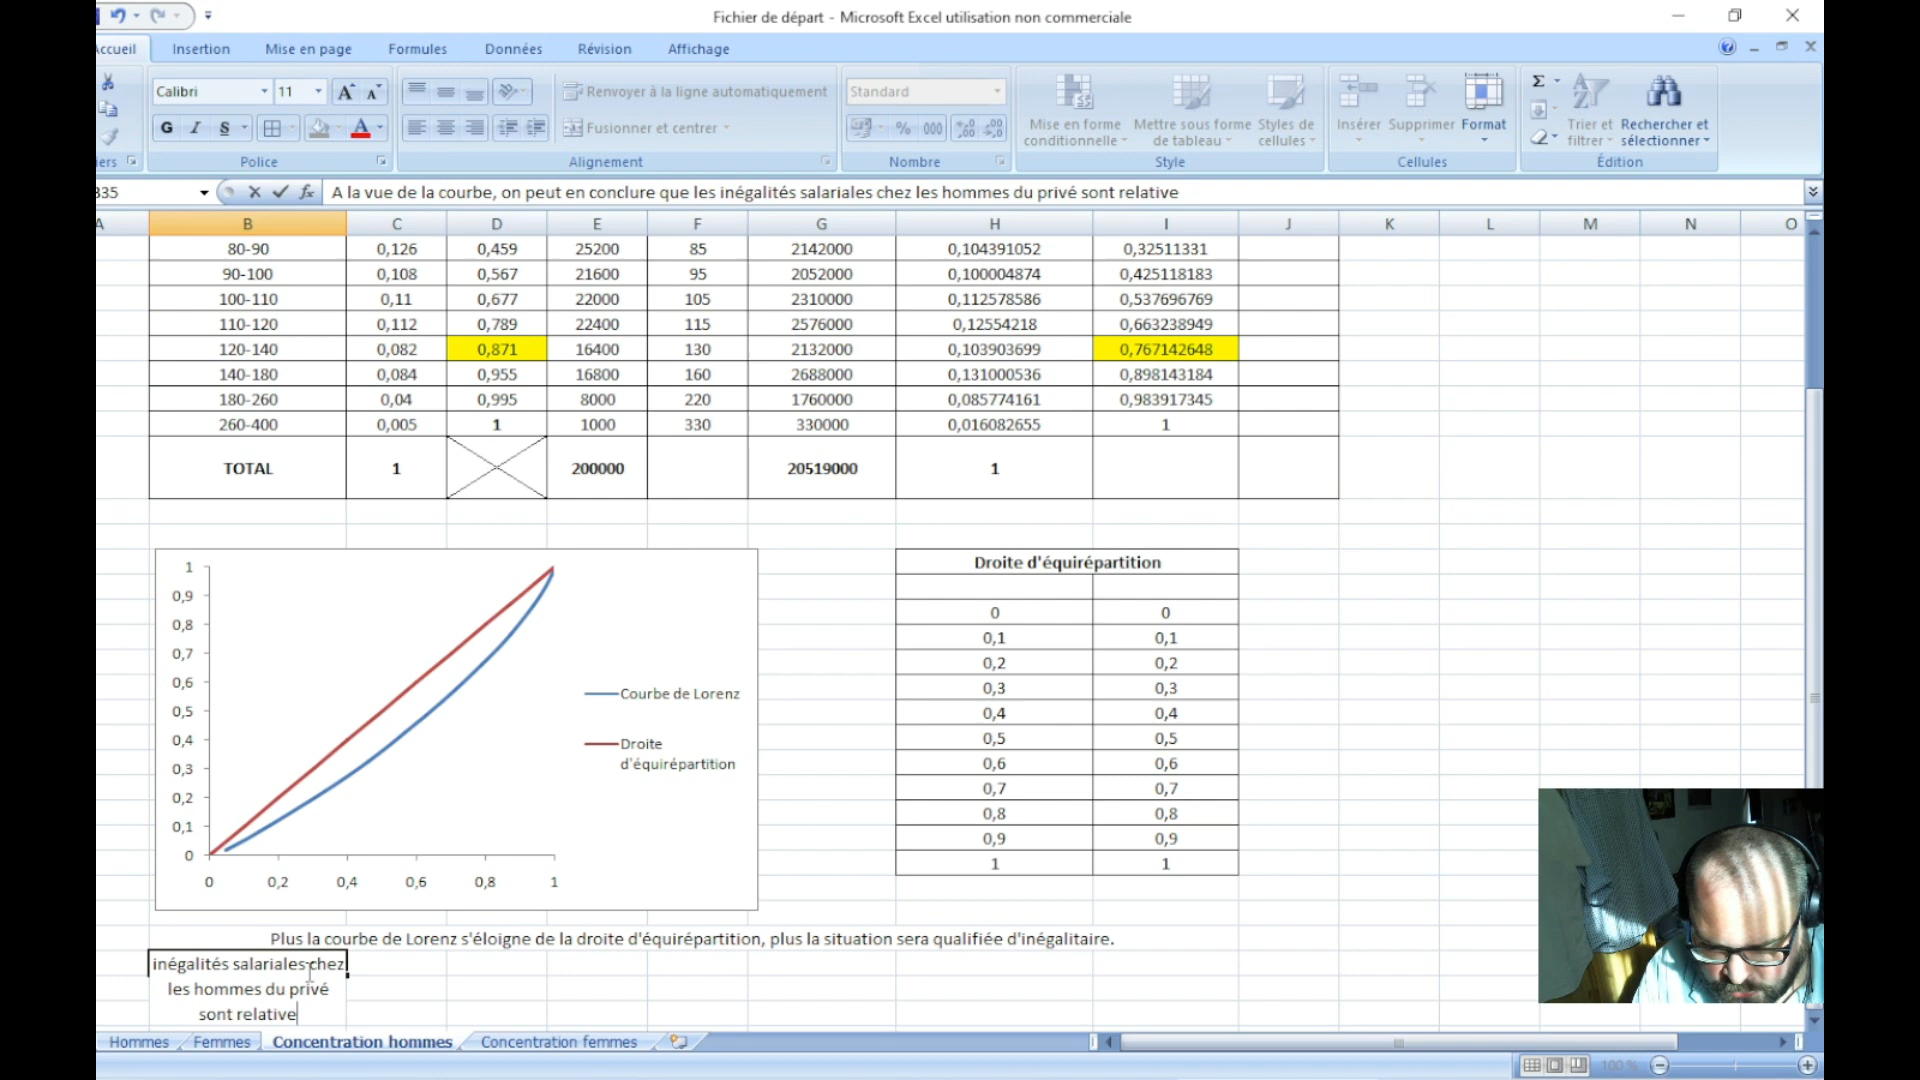 Fichier de départ - Microsoft Excel utilisation non commerciale
Accueil Insertion Mise en page Formules Données Révision Affichage
Calibri 11 Renvoyer à la ligne automatiquement Standard
G I S Fusionner et centrer % 000
Mise en forme conditionnelle Mettre sous forme de tableau Styles de cellules Insérer Supprimer Format Σ Trier et filtrer Rechercher et sélectionner
iers Police Alignement Nombre Style Cellules Édition
B35 fx A la vue de la courbe, on peut en conclure que les inégalités salariales chez les hommes du privé sont relative
A B C D E F G H I J K L M N O
80-90 0,126 0,459 25200 85 2142000 0,104391052 0,32511331
90-100 0,108 0,567 21600 95 2052000 0,100004874 0,425118183
100-110 0,11 0,677 22000 105 2310000 0,112578586 0,537696769
110-120 0,112 0,789 22400 115 2576000 0,12554218 0,663238949
120-140 0,082 0,871 16400 130 2132000 0,103903699 0,767142648
140-180 0,084 0,955 16800 160 2688000 0,131000536 0,898143184
180-260 0,04 0,995 8000 220 1760000 0,085774161 0,983917345
260-400 0,005 1 1000 330 330000 0,016082655 1
TOTAL 1 200000 20519000 1
1
0,9
0,8
0,7
0,6
0,5
0,4
0,3
0,2
0,1
0
0 0,2 0,4 0,6 0,8 1
Courbe de Lorenz
Droite
d'équirépartition
Droite d'équirépartition
0 0
0,1 0,1
0,2 0,2
0,3 0,3
0,4 0,4
0,5 0,5
0,6 0,6
0,7 0,7
0,8 0,8
0,9 0,9
1 1
Plus la courbe de Lorenz s'éloigne de la droite d'équirépartition, plus la situation sera qualifiée d'inégalitaire.
inégalités salariales chez
les hommes du privé
sont relative
Hommes Femmes Concentration hommes Concentration femmes
100 %